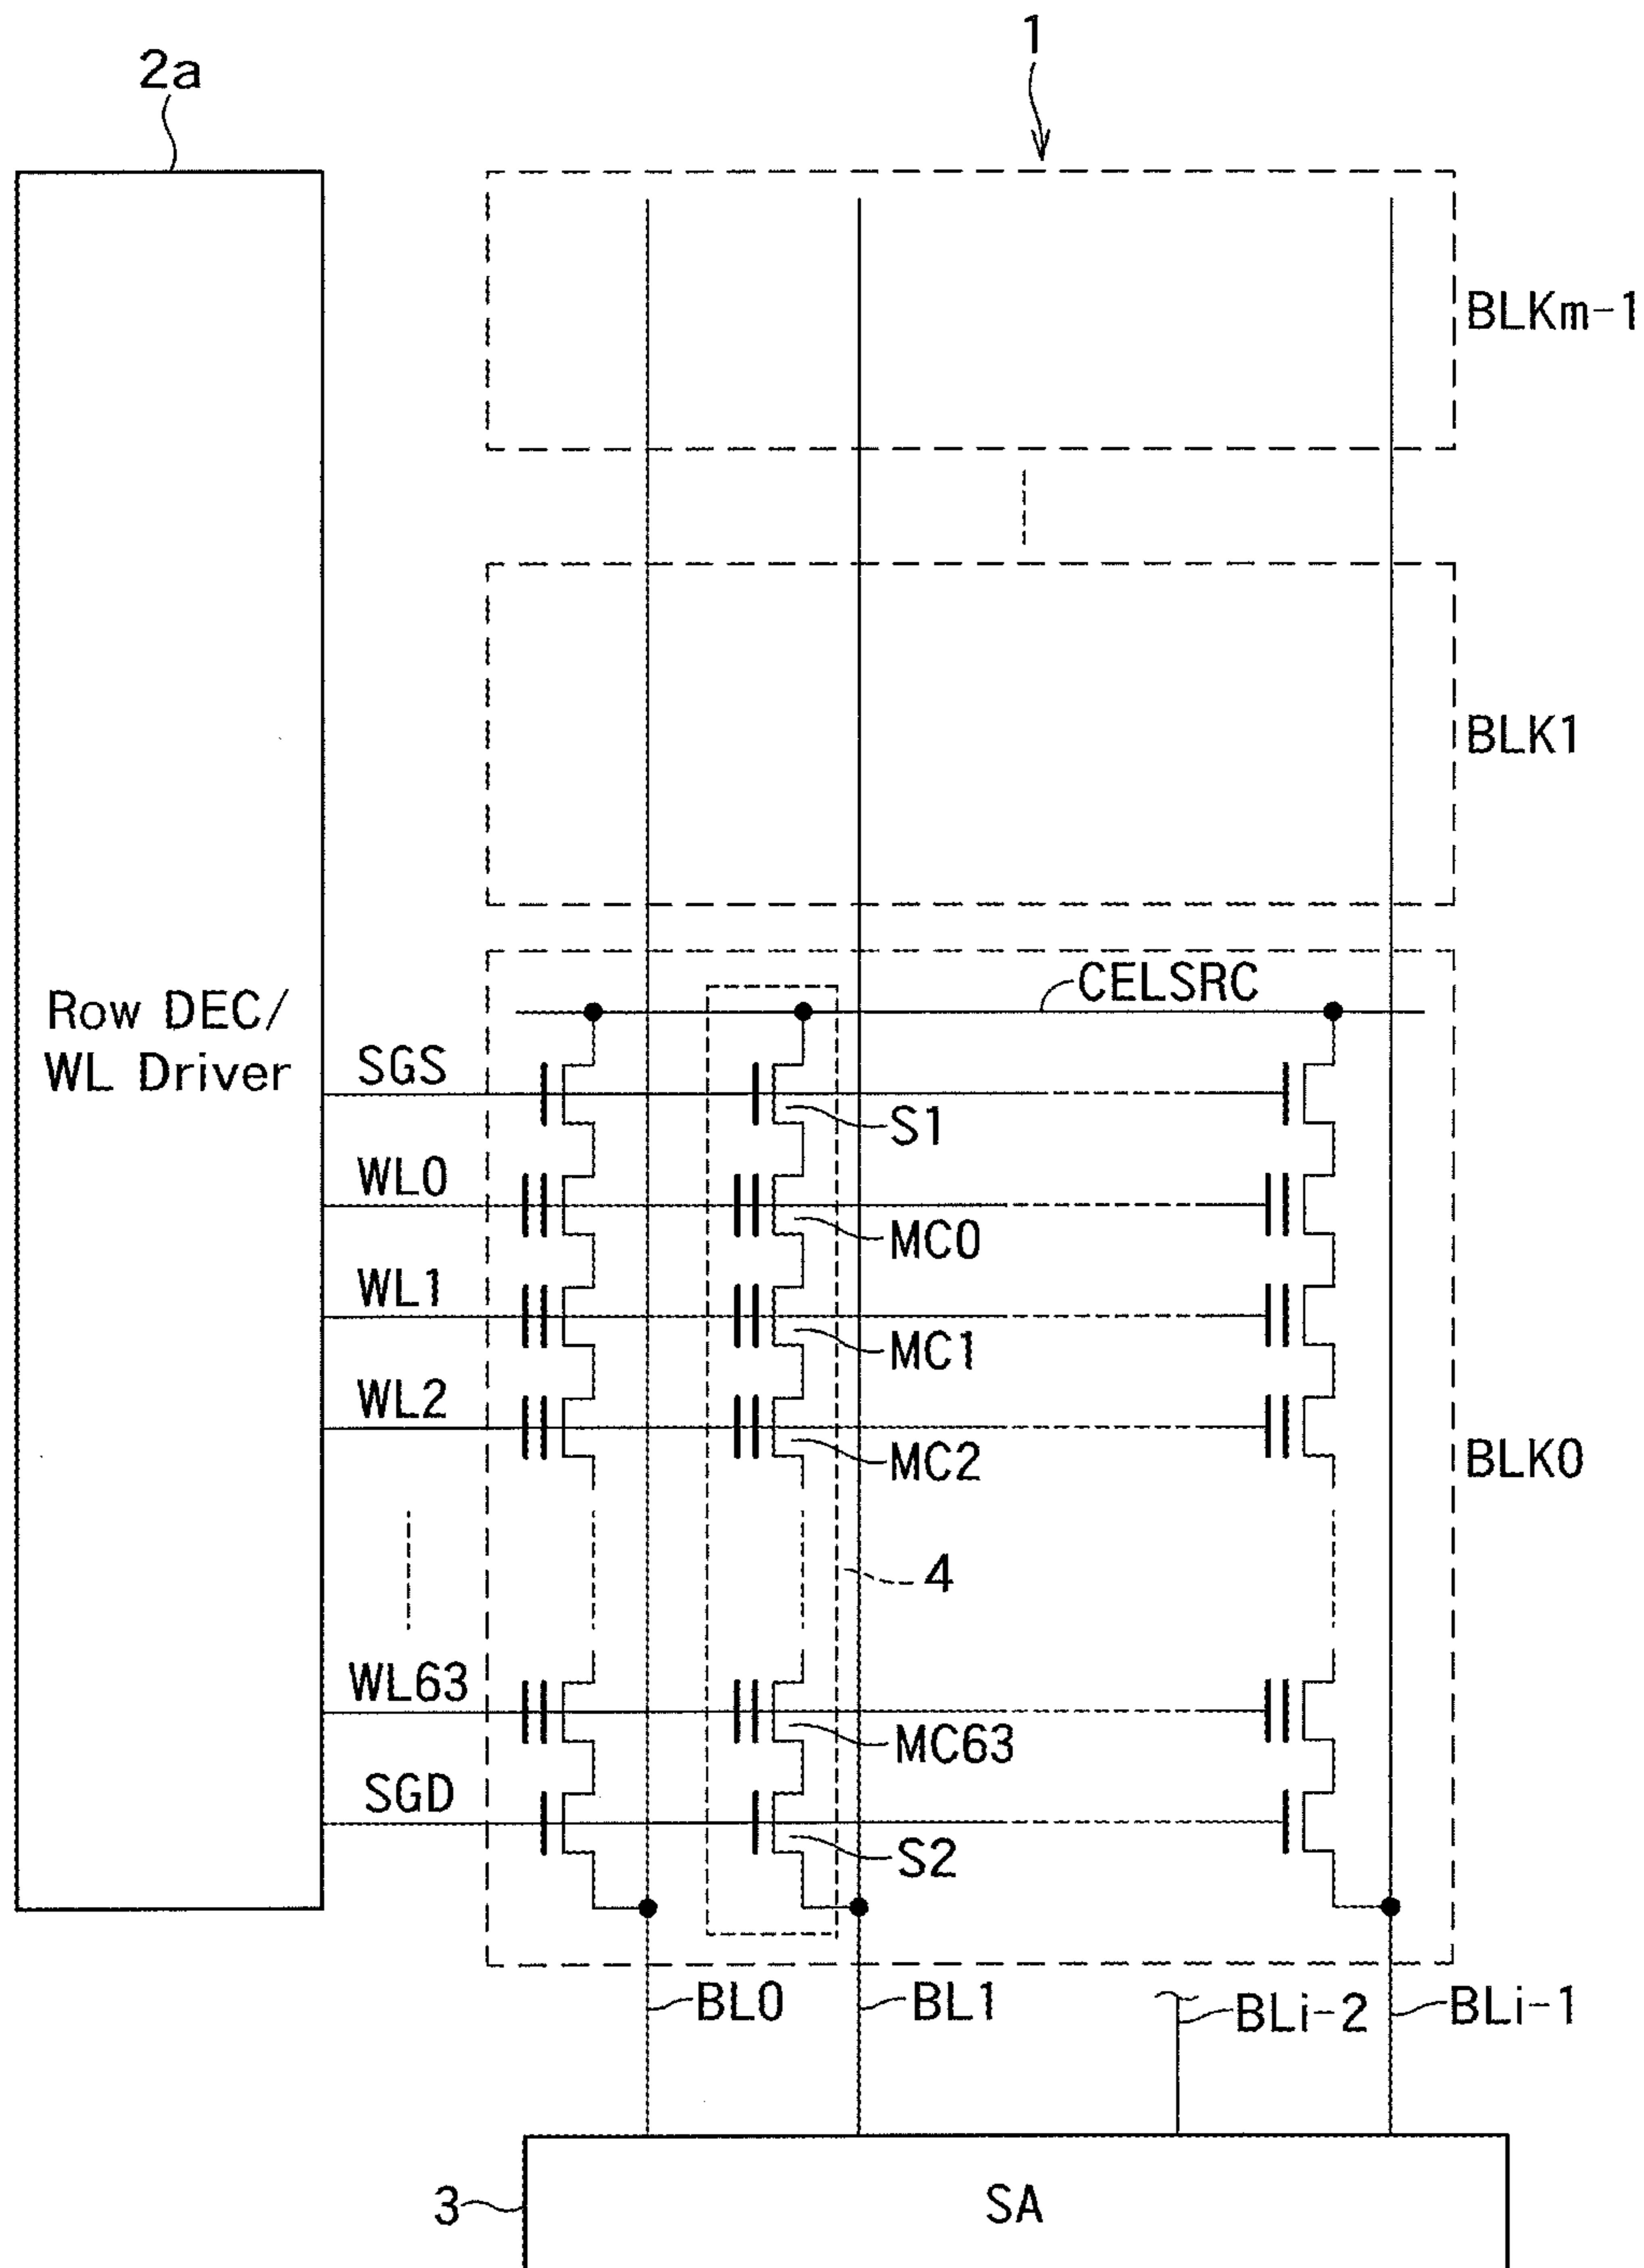 1
2a
BLKm-1
BLK1
CELSRC
Row DEC/
WL Driver
SGS
S1
WL0
MC0
WL1
MC1
WL2
MC2
BLK0
4
WL63
MC63
SGD
S2
BL0
BL1
BLi-2
BLi-1
3
SA